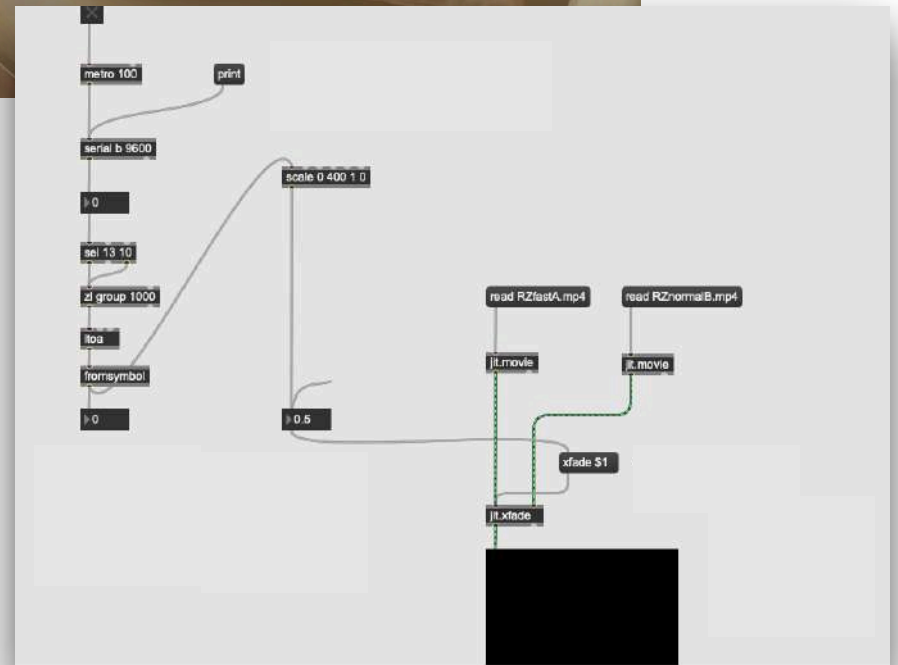 metro 100
print
serial b 9600
scale 0 400 1 0
0
sel 13 10
zl group 1000
itoa
fromsymbol
0
0.5
read RZfastA.mp4
read RZnormalB.mp4
jit.movie
jit.movie
xfade $1
jit.xfade